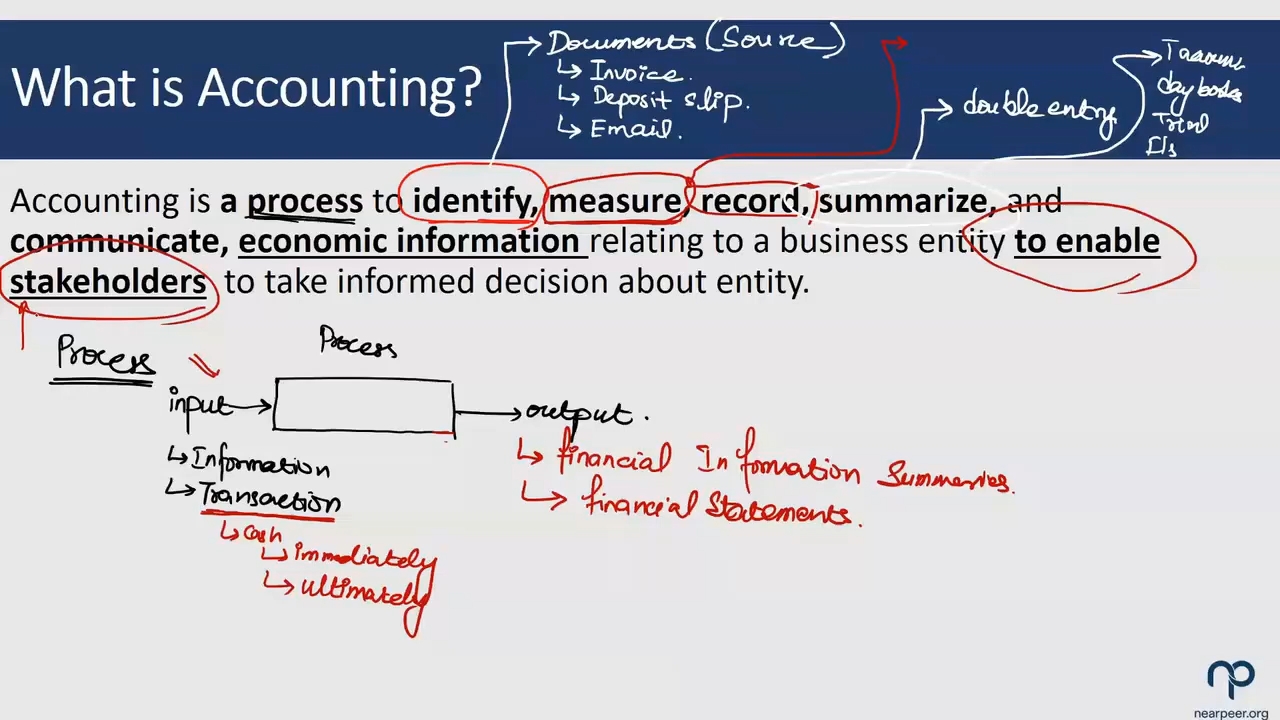 Documents (Source)
↳ Invoice.
↳ Deposit slip.
↳ Email.
double entry
day books
Trial
What is Accounting?
Accounting is a process to identify, measure, record, summarize, and
communicate, economic information relating to a business entity to enable
stakeholders to take informed decision about entity.
Process
Process
input
output.
↳ Information
↳ Transaction
↳ Cash
↳ immediately
↳ ultimately
↳ financial Information Summeries.
↳ financial Statements.
nearpeer.org